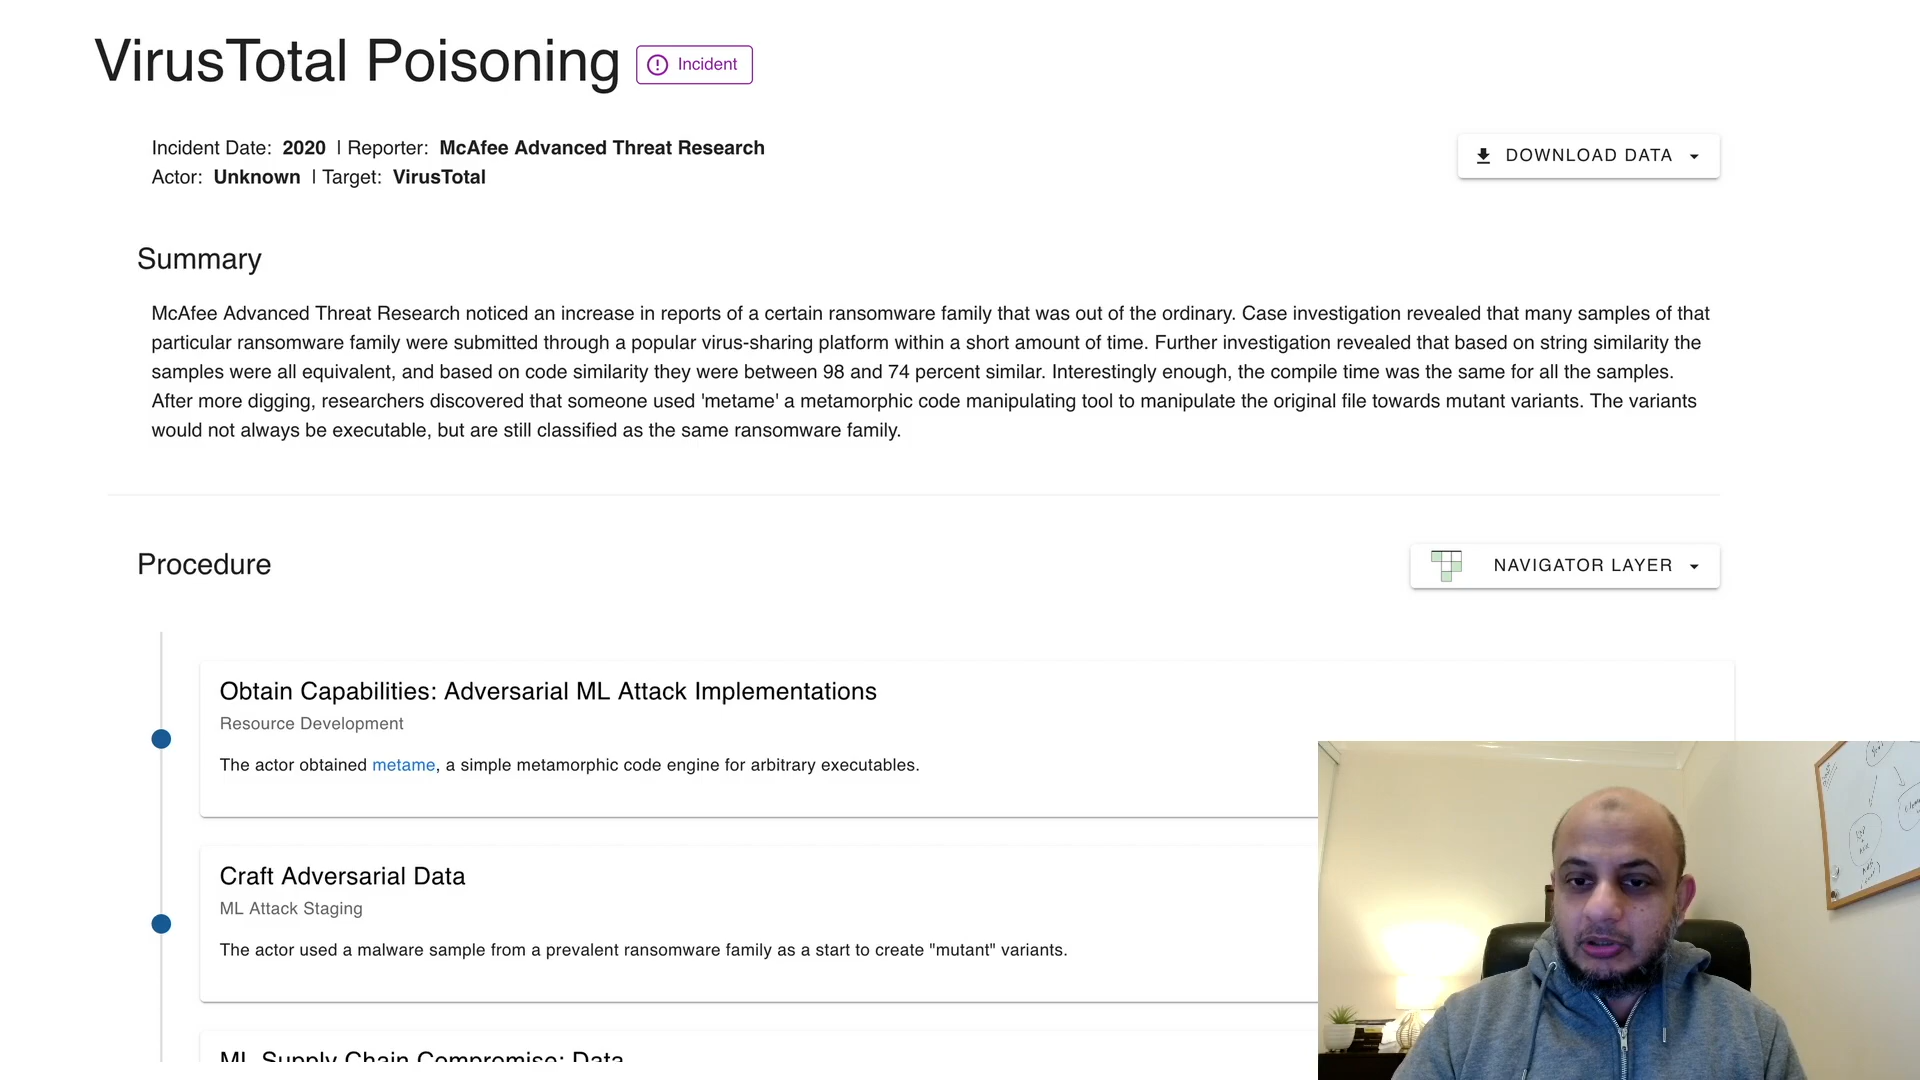 VirusTotal Poisoning
Incident
Incident Date: 2020 | Reporter: McAfee Advanced Threat Research
Actor: Unknown | Target: VirusTotal
DOWNLOAD DATA
Summary
McAfee Advanced Threat Research noticed an increase in reports of a certain ransomware family that was out of the ordinary. Case investigation revealed that many samples of that
particular ransomware family were submitted through a popular virus-sharing platform within a short amount of time. Further investigation revealed that based on string similarity the
samples were all equivalent, and based on code similarity they were between 98 and 74 percent similar. Interestingly enough, the compile time was the same for all the samples.
After more digging, researchers discovered that someone used 'metame' a metamorphic code manipulating tool to manipulate the original file towards mutant variants. The variants
would not always be executable, but are still classified as the same ransomware family.
Procedure
NAVIGATOR LAYER
Obtain Capabilities: Adversarial ML Attack Implementations
Resource Development
The actor obtained metame, a simple metamorphic code engine for arbitrary executables.
Craft Adversarial Data
ML Attack Staging
The actor used a malware sample from a prevalent ransomware family as a start to create "mutant" variants.
ML Supply Chain Compromise: Data